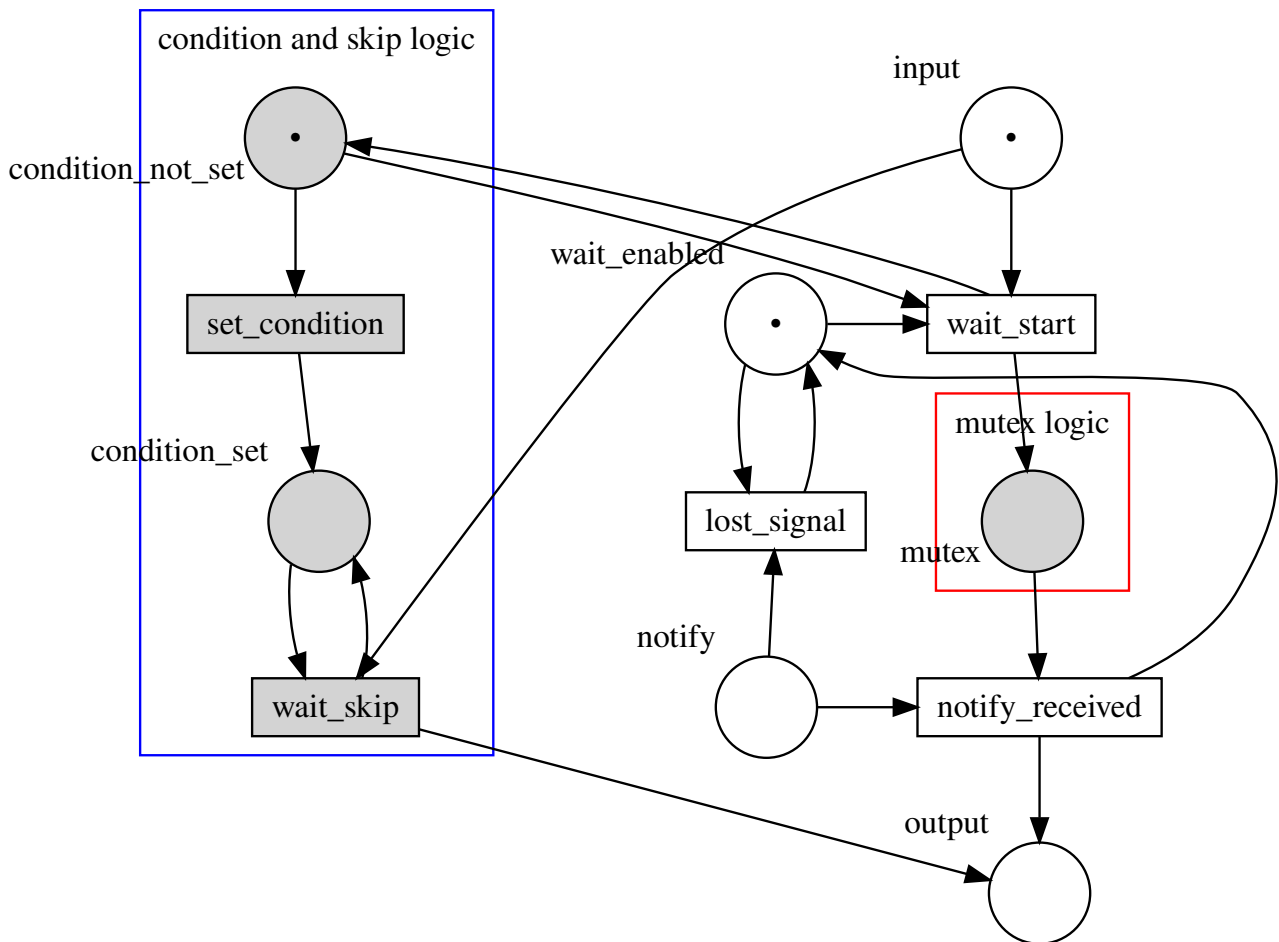 condition and skip logic
input
condition_not_set
wait_enabled
set_condition
wait_start
mutex logic
condition_set
lost_signal
mutex
notify
wait_skip
notify_received
output